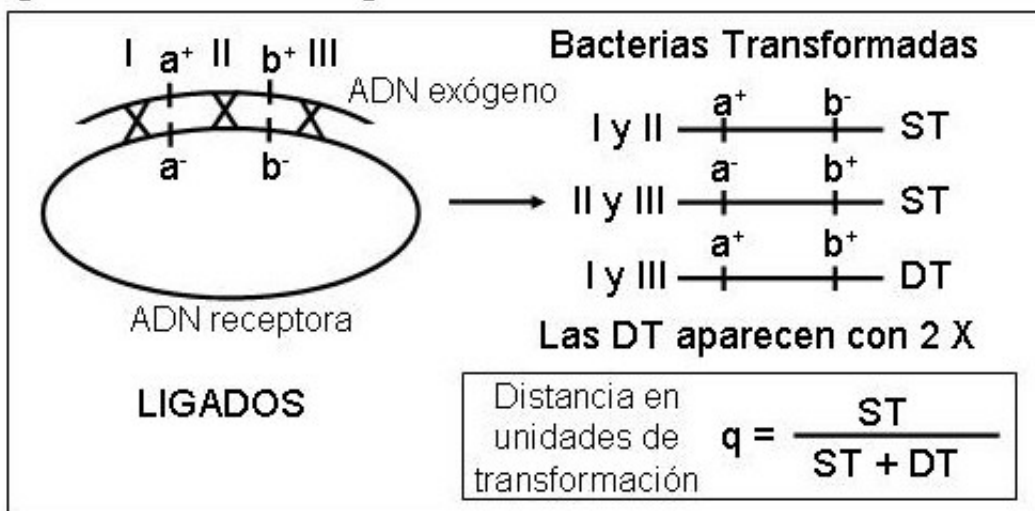 I a⁺ II b⁺ III
ADN exógeno
a⁻ b⁻
ADN receptora
LIGADOS
Bacterias Transformadas
a⁺ b⁻
I y II ST
a⁻ b⁺
II y III ST
a⁺ b⁺
I y III DT
Las DT aparecen con 2 X
Distancia en
unidades de
transformación
q = ST
ST + DT